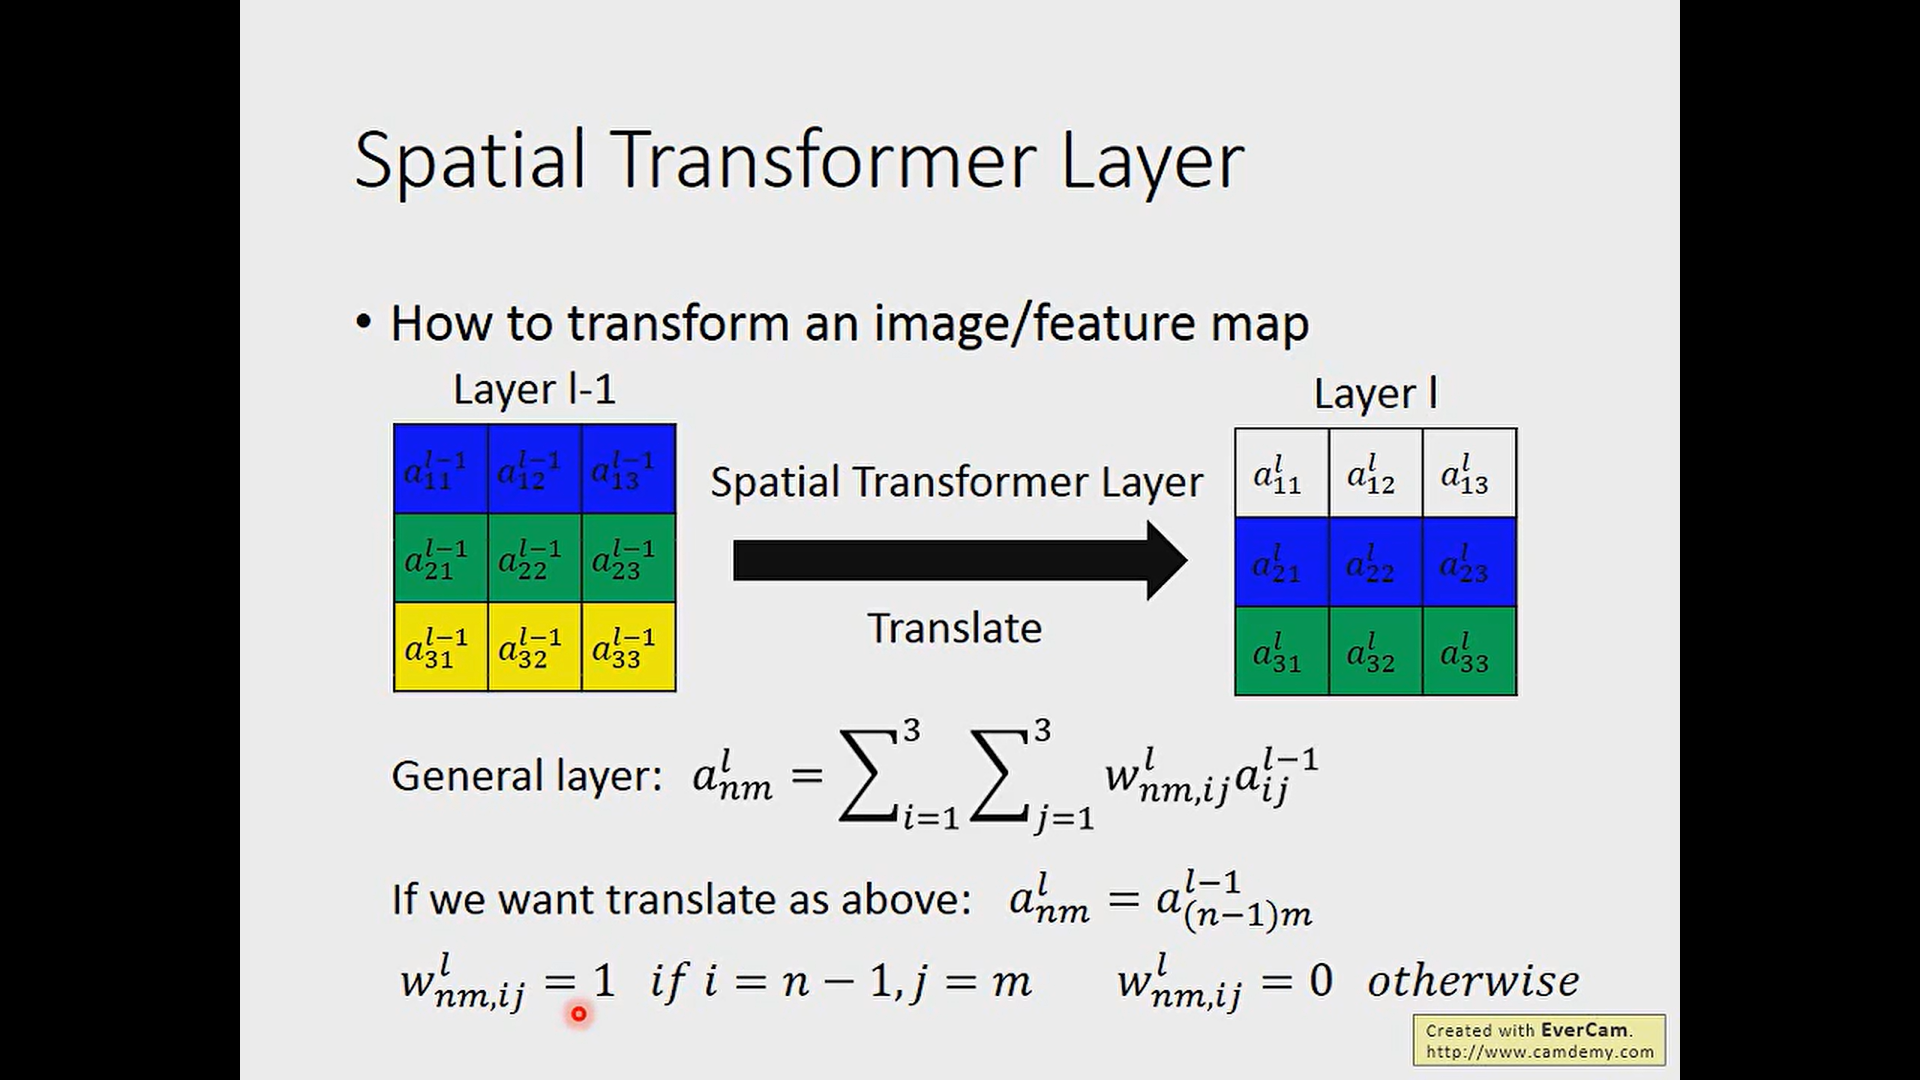 Spatial Transformer Layer
• How to transform an image/feature map
Layer l-1
Layer l
a_{11}^{l-1} a_{12}^{l-1} a_{13}^{l-1}
a_{21}^{l-1} a_{22}^{l-1} a_{23}^{l-1}
a_{31}^{l-1} a_{32}^{l-1} a_{33}^{l-1}
Spatial Transformer Layer
Translate
a_{11}^{l} a_{12}^{l} a_{13}^{l}
a_{21}^{l} a_{22}^{l} a_{23}^{l}
a_{31}^{l} a_{32}^{l} a_{33}^{l}
General layer: a_{nm}^{l} = \sum_{i=1}^{3} \sum_{j=1}^{3} w_{nm,ij}^{l} a_{ij}^{l-1}
If we want translate as above: a_{nm}^{l} = a_{(n-1)m}^{l-1}
w_{nm,ij}^{l} = 1 if i = n − 1, j = m w_{nm,ij}^{l} = 0 otherwise
Created with EverCam.
http://www.camdemy.com